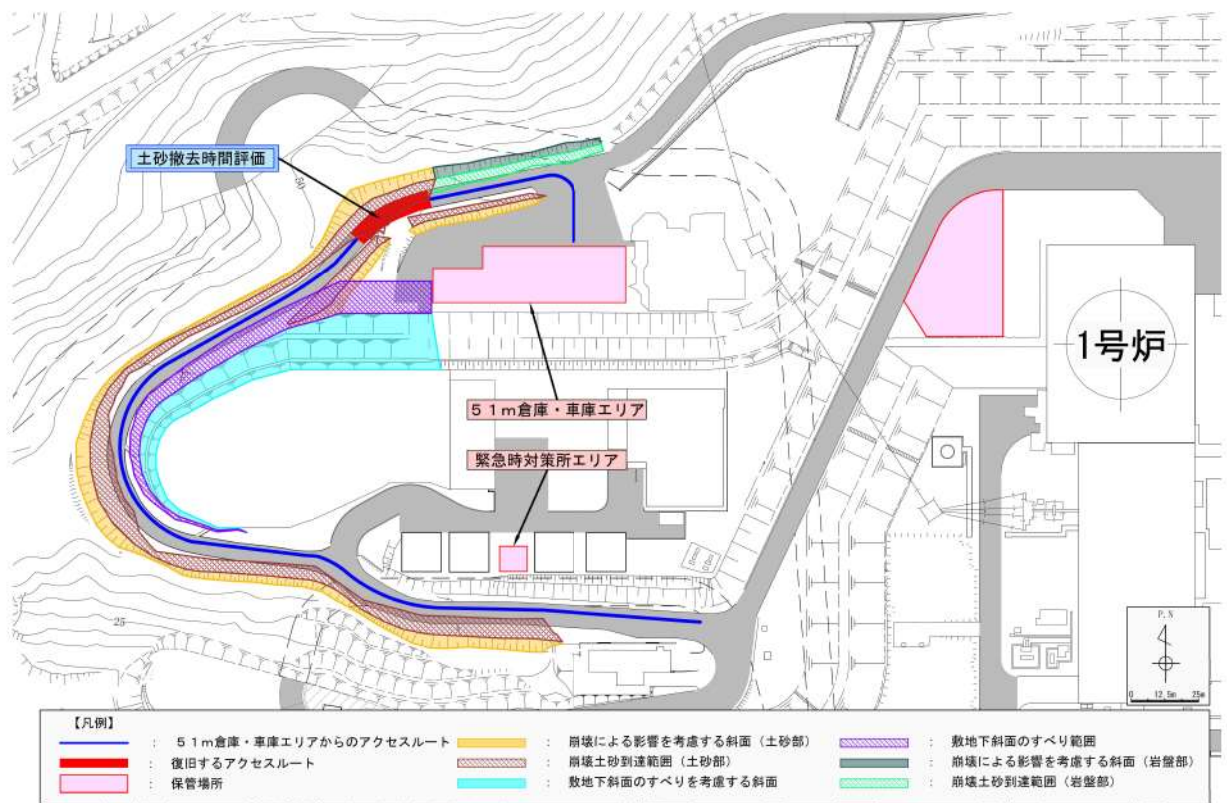 土砂撤去時間評価
50
1号炉
51m倉庫・車庫エリア
緊急時対策所エリア
25
P.N
0 12.5m 25m
【凡例】
： 51m倉庫・車庫エリアからのアクセスルート
： 復旧するアクセスルート
： 保管場所
： 崩壊による影響を考慮する斜面（土砂部）
： 崩壊土砂到達範囲（土砂部）
： 敷地下斜面のすべりを考慮する斜面
： 敷地下斜面のすべり範囲
： 崩壊による影響を考慮する斜面（岩盤部）
： 崩壊土砂到達範囲（岩盤部）